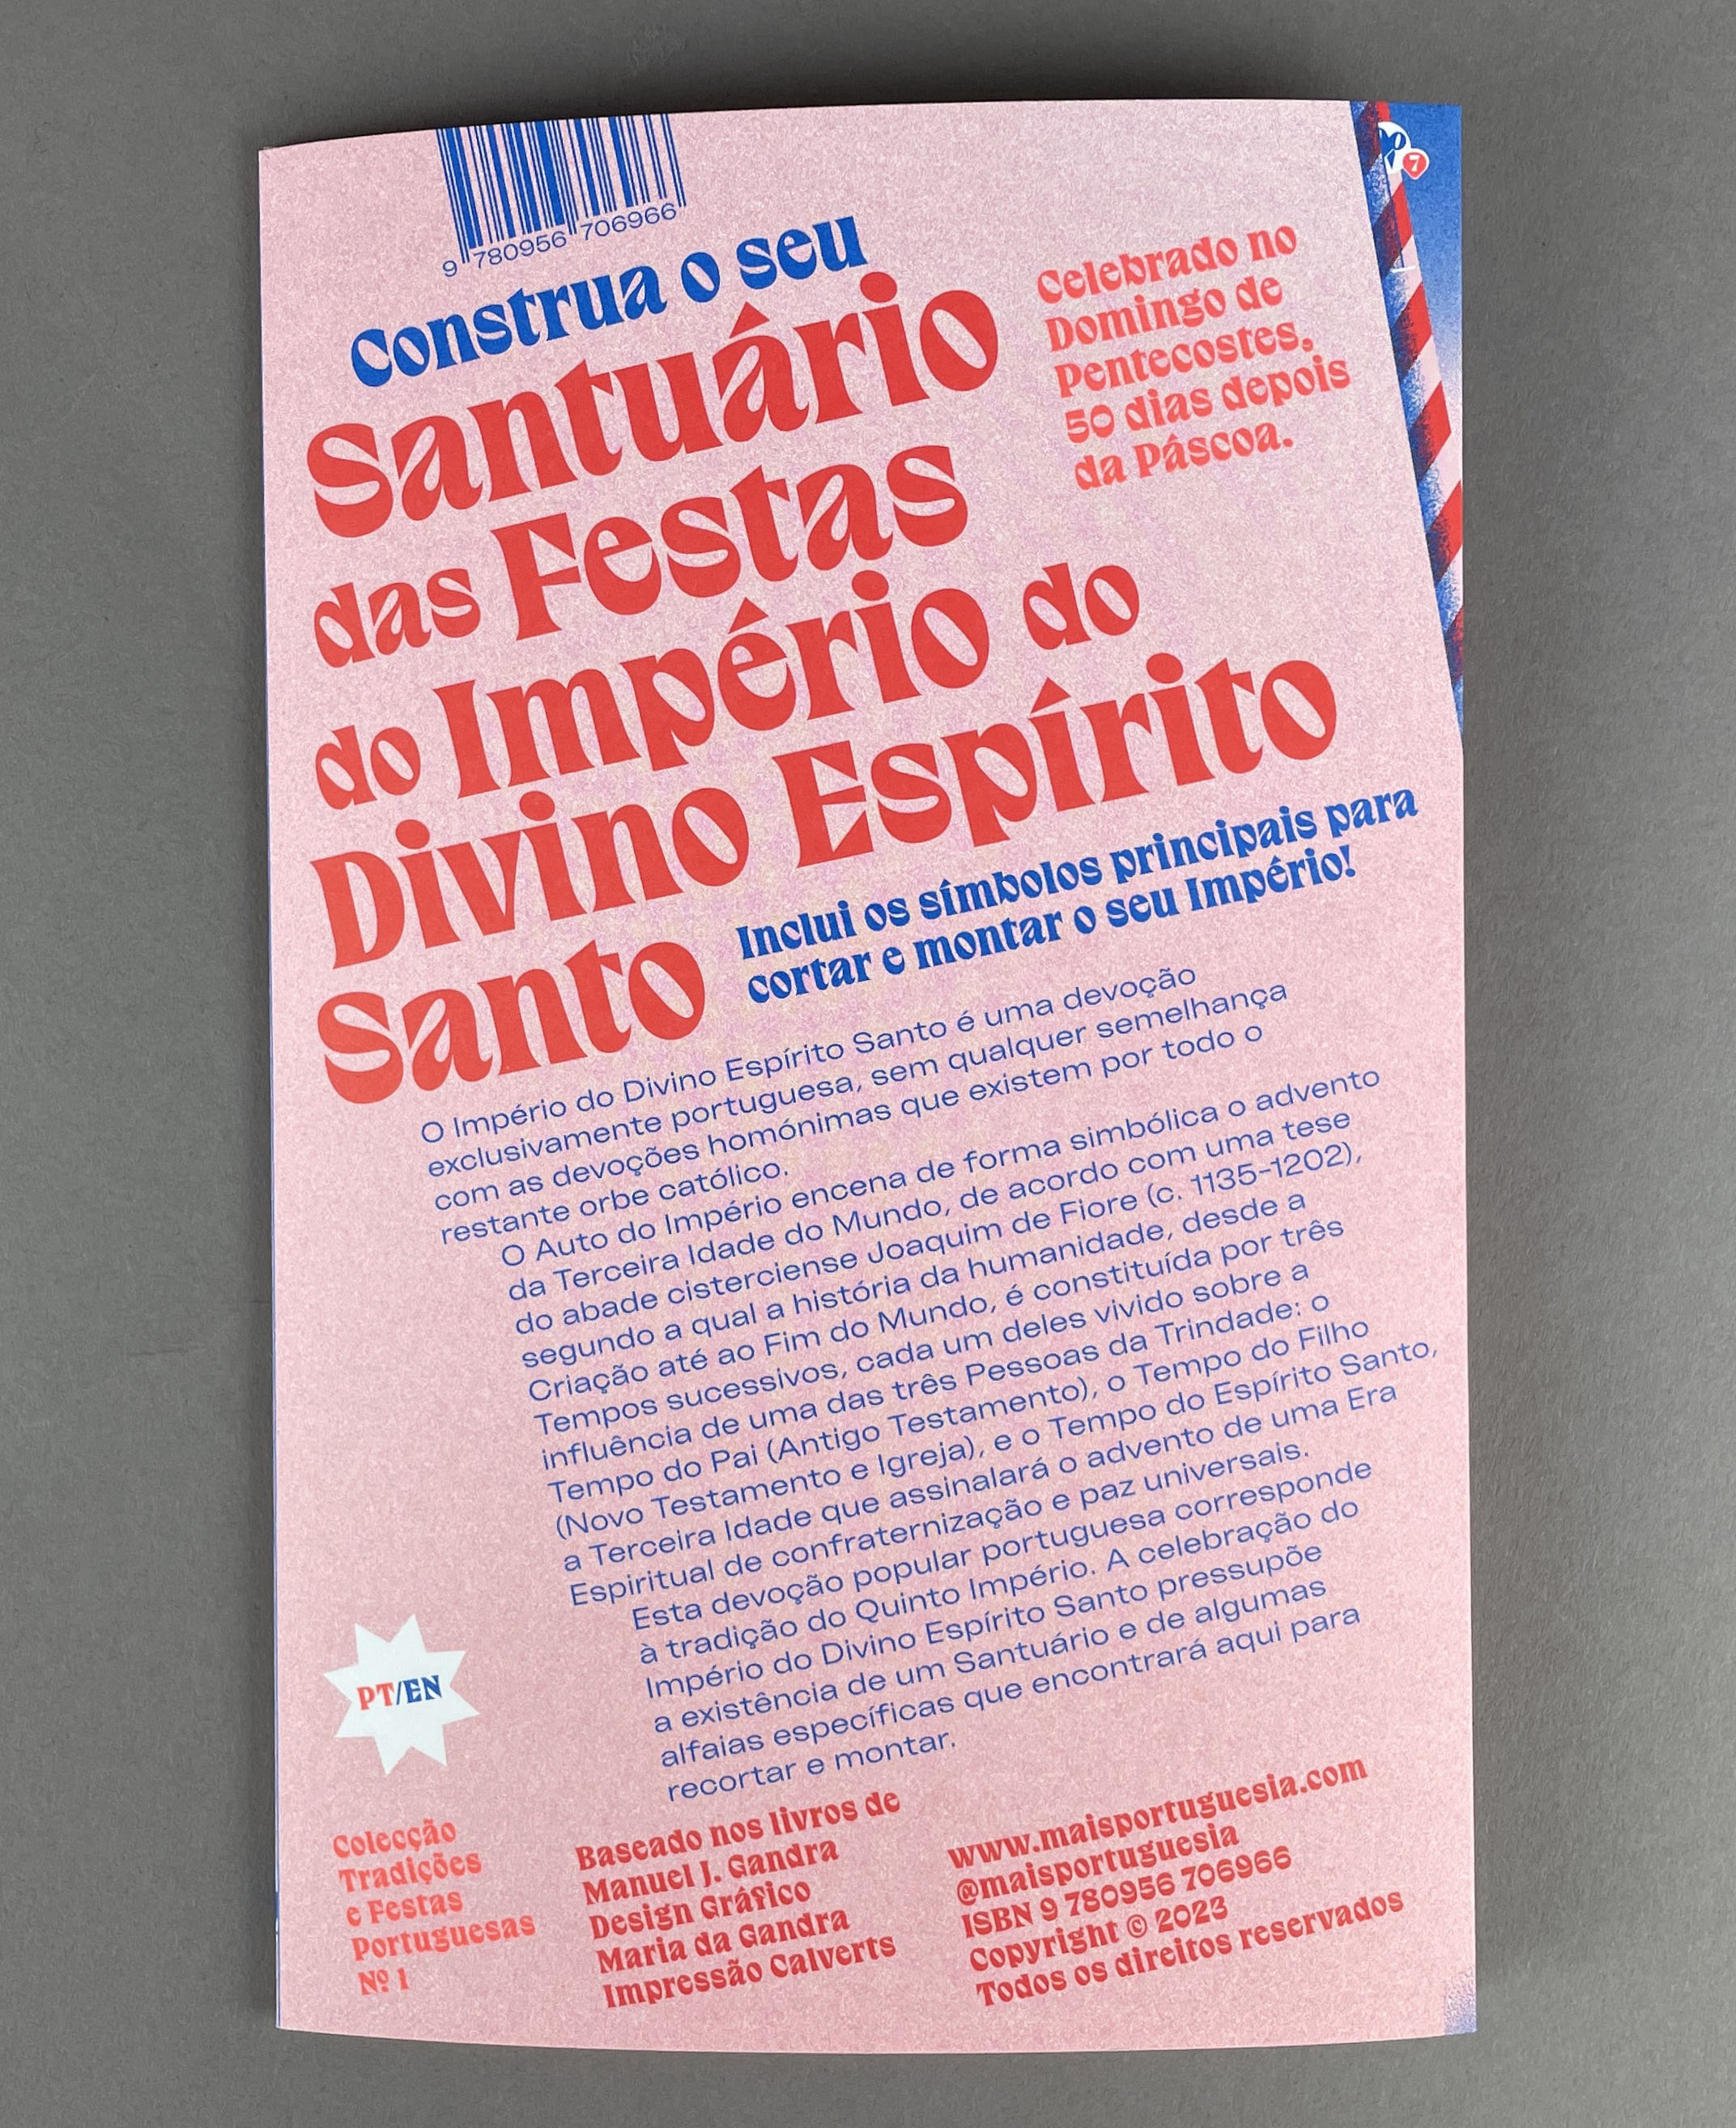 9 780956 706966
Construa o seu
Santuário
das Festas
do Império do
Divino Espírito
Santo
Celebrado no
Domingo de
Pentecostes,
50 dias depois
da Páscoa.
7
Inclui os símbolos principais para
cortar e montar o seu Império!
O Império do Divino Espírito Santo é uma devoção
exclusivamente portuguesa, sem qualquer semelhança
com as devoções homónimas que existem por todo o
restante orbe católico.
O Auto do Império encena de forma simbólica o advento
da Terceira Idade do Mundo, de acordo com uma tese
do abade cisterciense Joaquim de Fiore (c. 1135-1202),
segundo a qual a história da humanidade, desde a
Criação até ao Fim do Mundo, é constituída por três
Tempos sucessivos, cada um deles vivido sobre a
influência de uma das três Pessoas da Trindade: o
Tempo do Pai (Antigo Testamento), o Tempo do Filho
(Novo Testamento e Igreja), e o Tempo do Espírito Santo,
a Terceira Idade que assinalará o advento de uma Era
Espiritual de confraternização e paz universais.
Esta devoção popular portuguesa corresponde
à tradição do Quinto Império. A celebração do
Império do Divino Espírito Santo pressupõe
a existência de um Santuário e de algumas
alfaias específicas que encontrará aqui para
recortar e montar.
PT/EN
Colecção
Tradições
e Festas
Portuguesas
Nº 1
Baseado nos livros de
Manuel J. Gandra
Design Gráfico
Maria da Gandra
Impressão Calverts
www.maisportuguesia.com
@maisportuguesia
ISBN 9 780956 706966
Copyright © 2023
Todos os direitos reservados